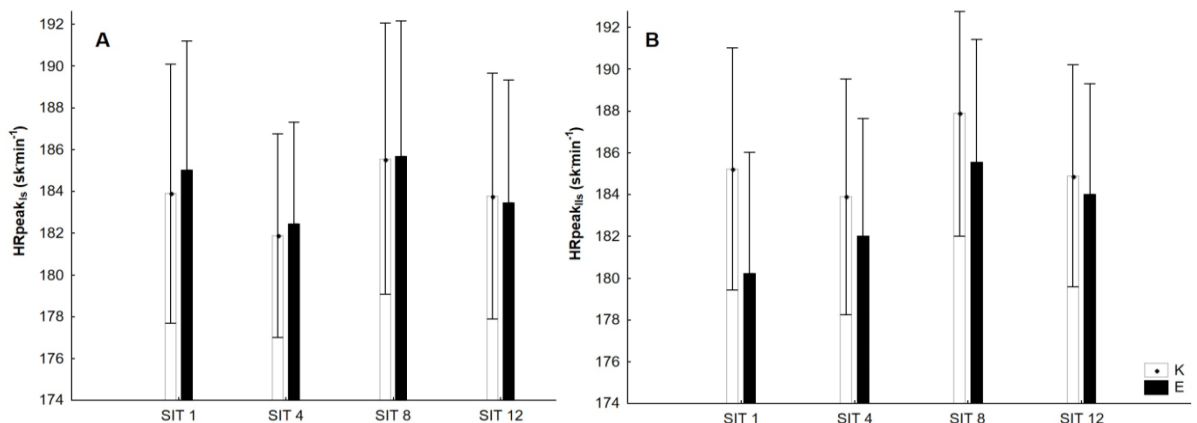 A
HRpeakIs (sk·min-1)
192
190
188
186
184
182
180
178
176
174
SIT 1 SIT 4 SIT 8 SIT 12
B
HRpeakIIs (sk·min-1)
192
190
188
186
184
182
180
178
176
174
SIT 1 SIT 4 SIT 8 SIT 12
K
E